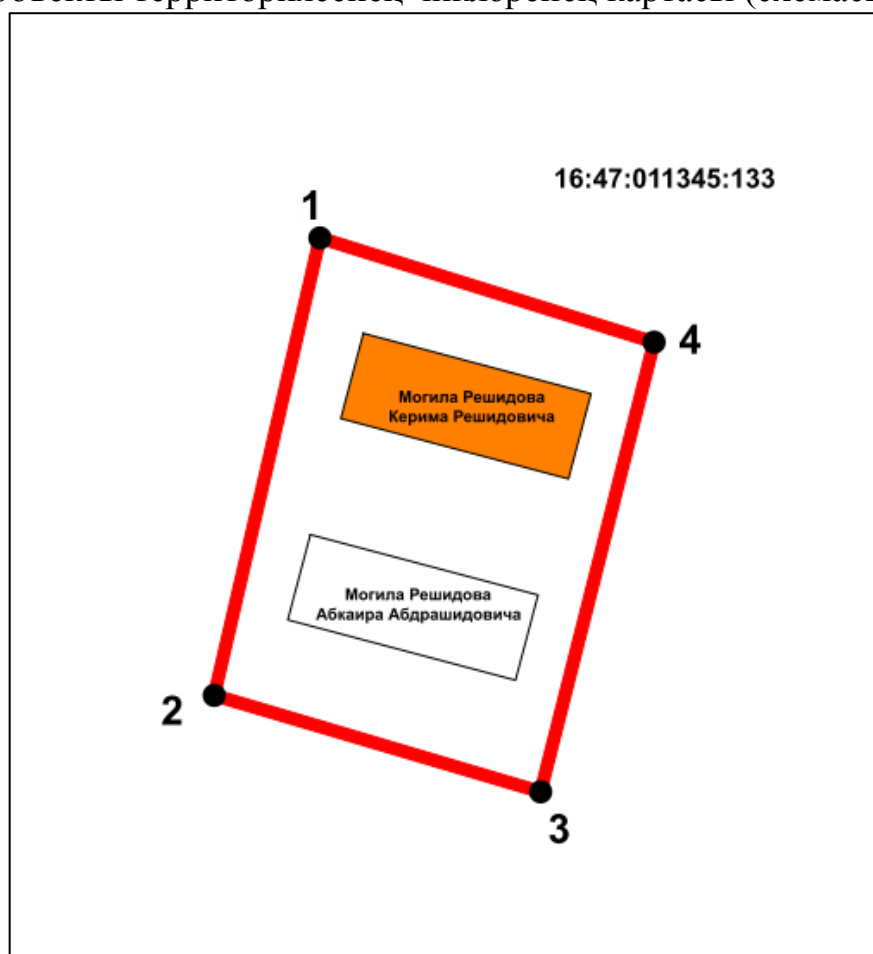 16:47:011345:133
1
4
Могила Решидова
Керима Решидовича
Могила Решидова
Абкаира Абдрашидовича
2
3